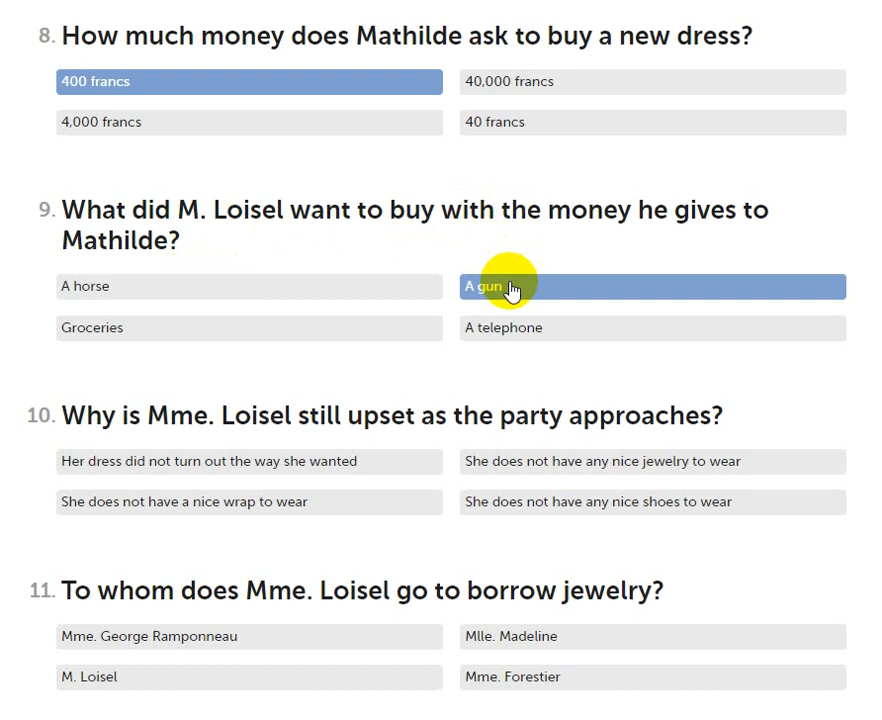 8. How much money does Mathilde ask to buy a new dress?
400 francs
40,000 francs
4,000 francs
40 francs
9. What did M. Loisel want to buy with the money he gives to
Mathilde?
A horse
A gun
Groceries
A telephone
10. Why is Mme. Loisel still upset as the party approaches?
Her dress did not turn out the way she wanted
She does not have any nice jewelry to wear
She does not have a nice wrap to wear
She does not have any nice shoes to wear
11. To whom does Mme. Loisel go to borrow jewelry?
Mme. George Ramponneau
Mlle. Madeline
M. Loisel
Mme. Forestier